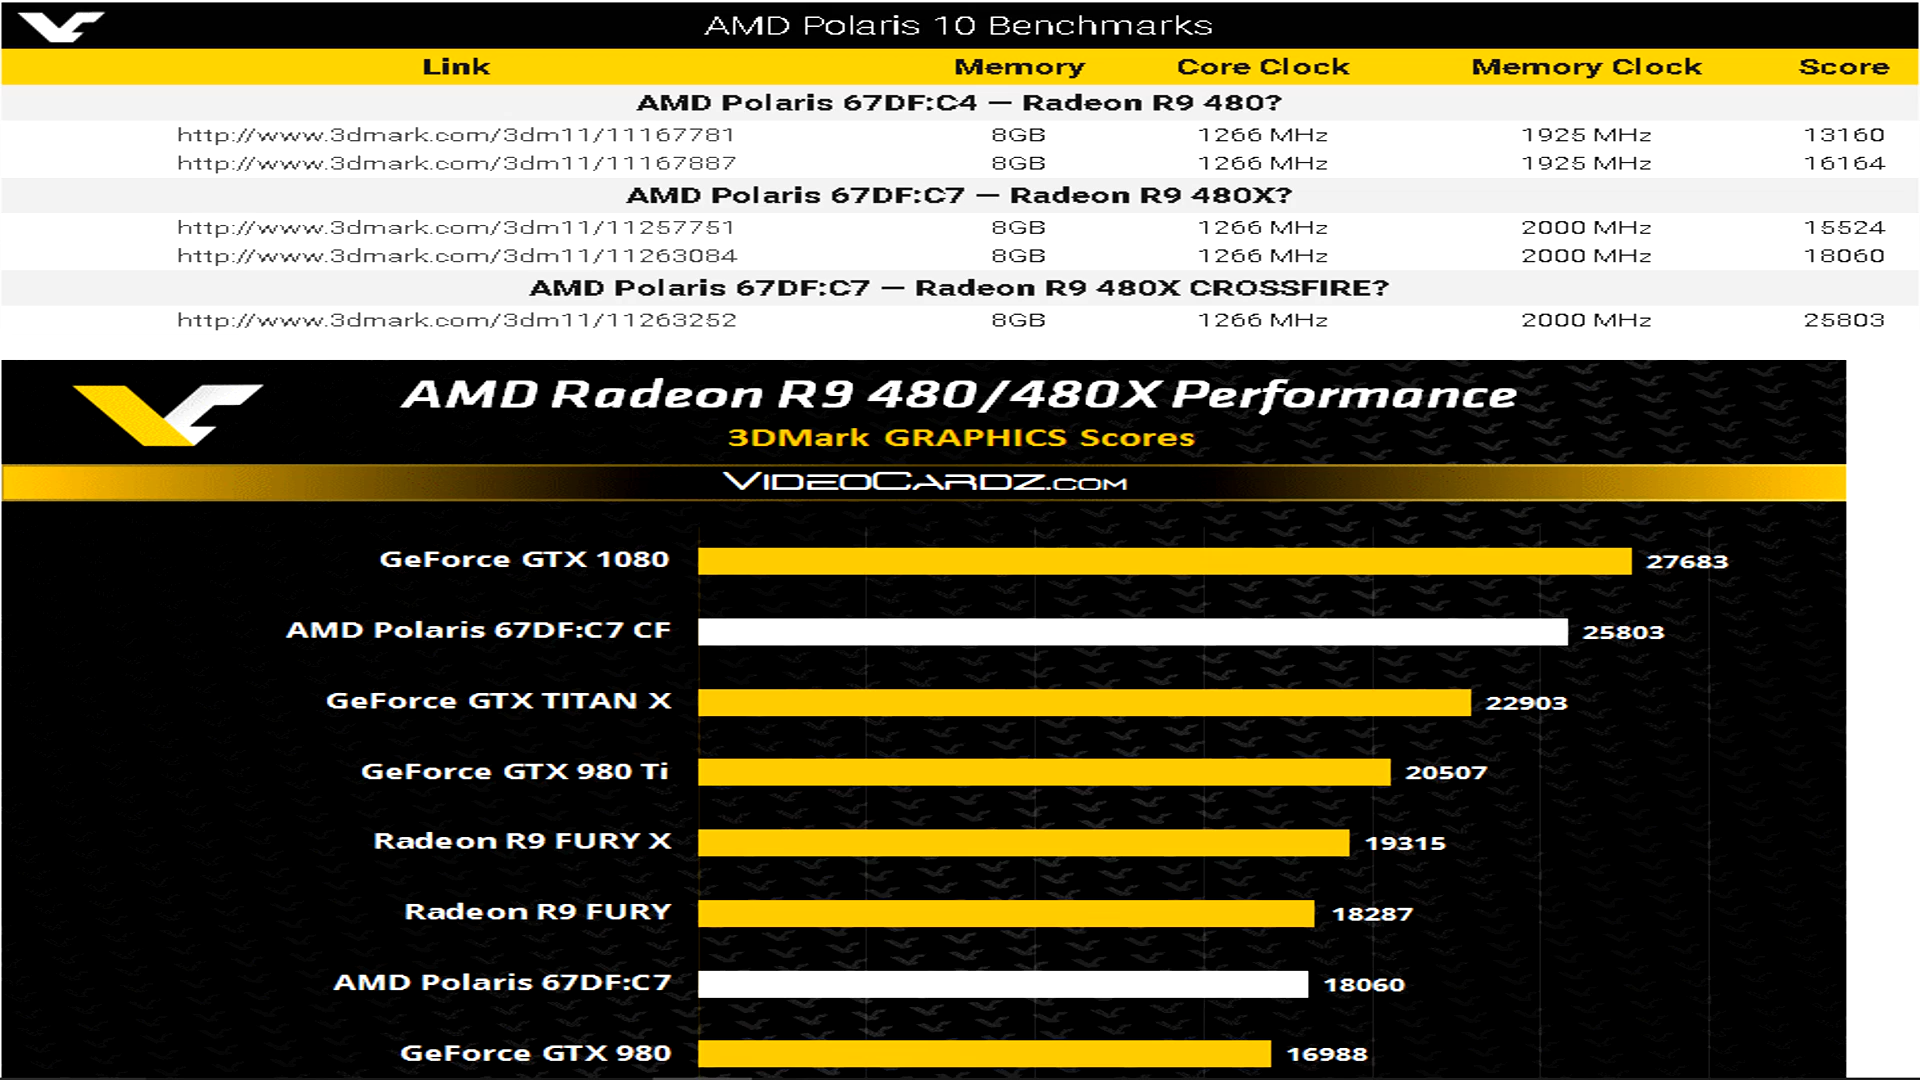 AMD Polaris 10 Benchmarks
Link Memory Core Clock Memory Clock Score
AMD Polaris 67DF:C4 — Radeon R9 480?
http://www.3dmark.com/3dm11/11167781 8GB 1266 MHz 1925 MHz 13160
http://www.3dmark.com/3dm11/11167887 8GB 1266 MHz 1925 MHz 16164
AMD Polaris 67DF:C7 — Radeon R9 480X?
http://www.3dmark.com/3dm11/11257751 8GB 1266 MHz 2000 MHz 15524
http://www.3dmark.com/3dm11/11263084 8GB 1266 MHz 2000 MHz 18060
AMD Polaris 67DF:C7 — Radeon R9 480X CROSSFIRE?
http://www.3dmark.com/3dm11/11263252 8GB 1266 MHz 2000 MHz 25803
AMD Radeon R9 480/480X Performance
3DMark GRAPHICS Scores
VIDEOCARDZ.COM
GeForce GTX 1080 27683
AMD Polaris 67DF:C7 CF 25803
GeForce GTX TITAN X 22903
GeForce GTX 980 Ti 20507
Radeon R9 FURY X 19315
Radeon R9 FURY 18287
AMD Polaris 67DF:C7 18060
GeForce GTX 980 16988